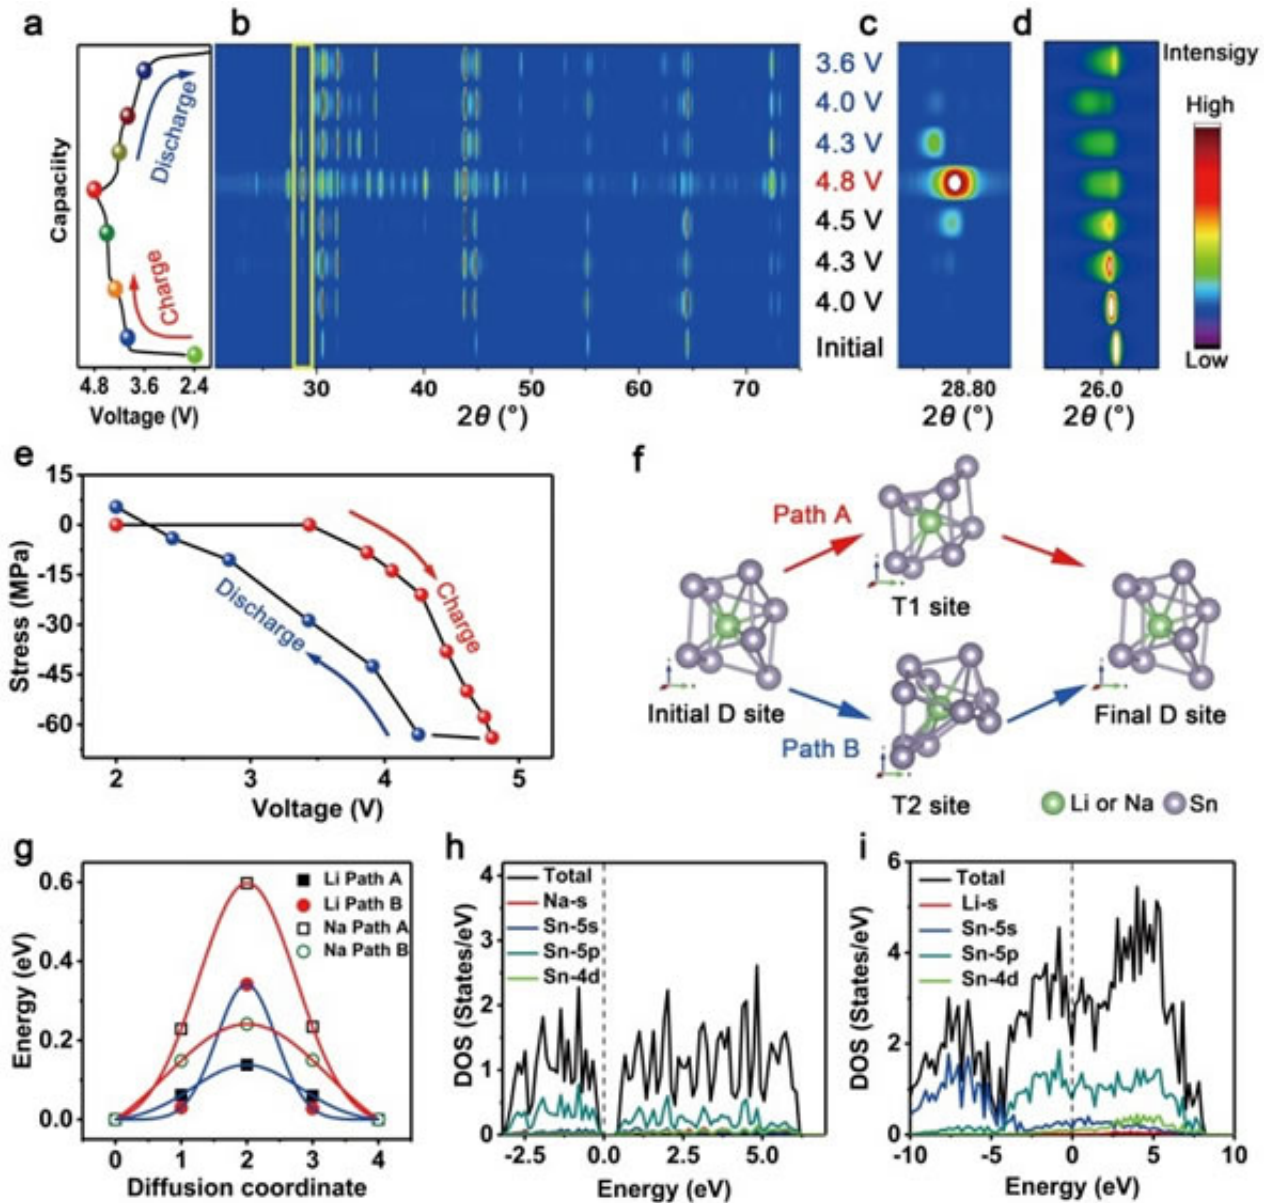 a
b
c
d
Capaciity
Discharge
Charge
4.8 3.6 2.4
Voltage (V)
30 40 50 60 70
2θ (°)
3.6 V
4.0 V
4.3 V
4.8 V
4.5 V
4.3 V
4.0 V
Initial
28.80
2θ (°)
26.0
2θ (°)
Intensigy
High
Low
e
15
0
-15
-30
-45
-60
Stress (MPa)
Discharge
Charge
2 3 4 5
Voltage (V)
f
Path A
T1 site
Initial D site
Final D site
Path B
T2 site
Li or Na Sn
g
0.6
0.4
0.2
0.0
Energy (eV)
Li Path A
Li Path B
Na Path A
Na Path B
0 1 2 3 4
Diffusion coordinate
h
4
3
2
1
0
DOS (States/eV)
Total
Na-s
Sn-5s
Sn-5p
Sn-4d
-2.5 0.0 2.5 5.0
Energy (eV)
i
6
4
2
0
DOS (States/eV)
Total
Li-s
Sn-5s
Sn-5p
Sn-4d
-10 -5 0 5 10
Energy (eV)